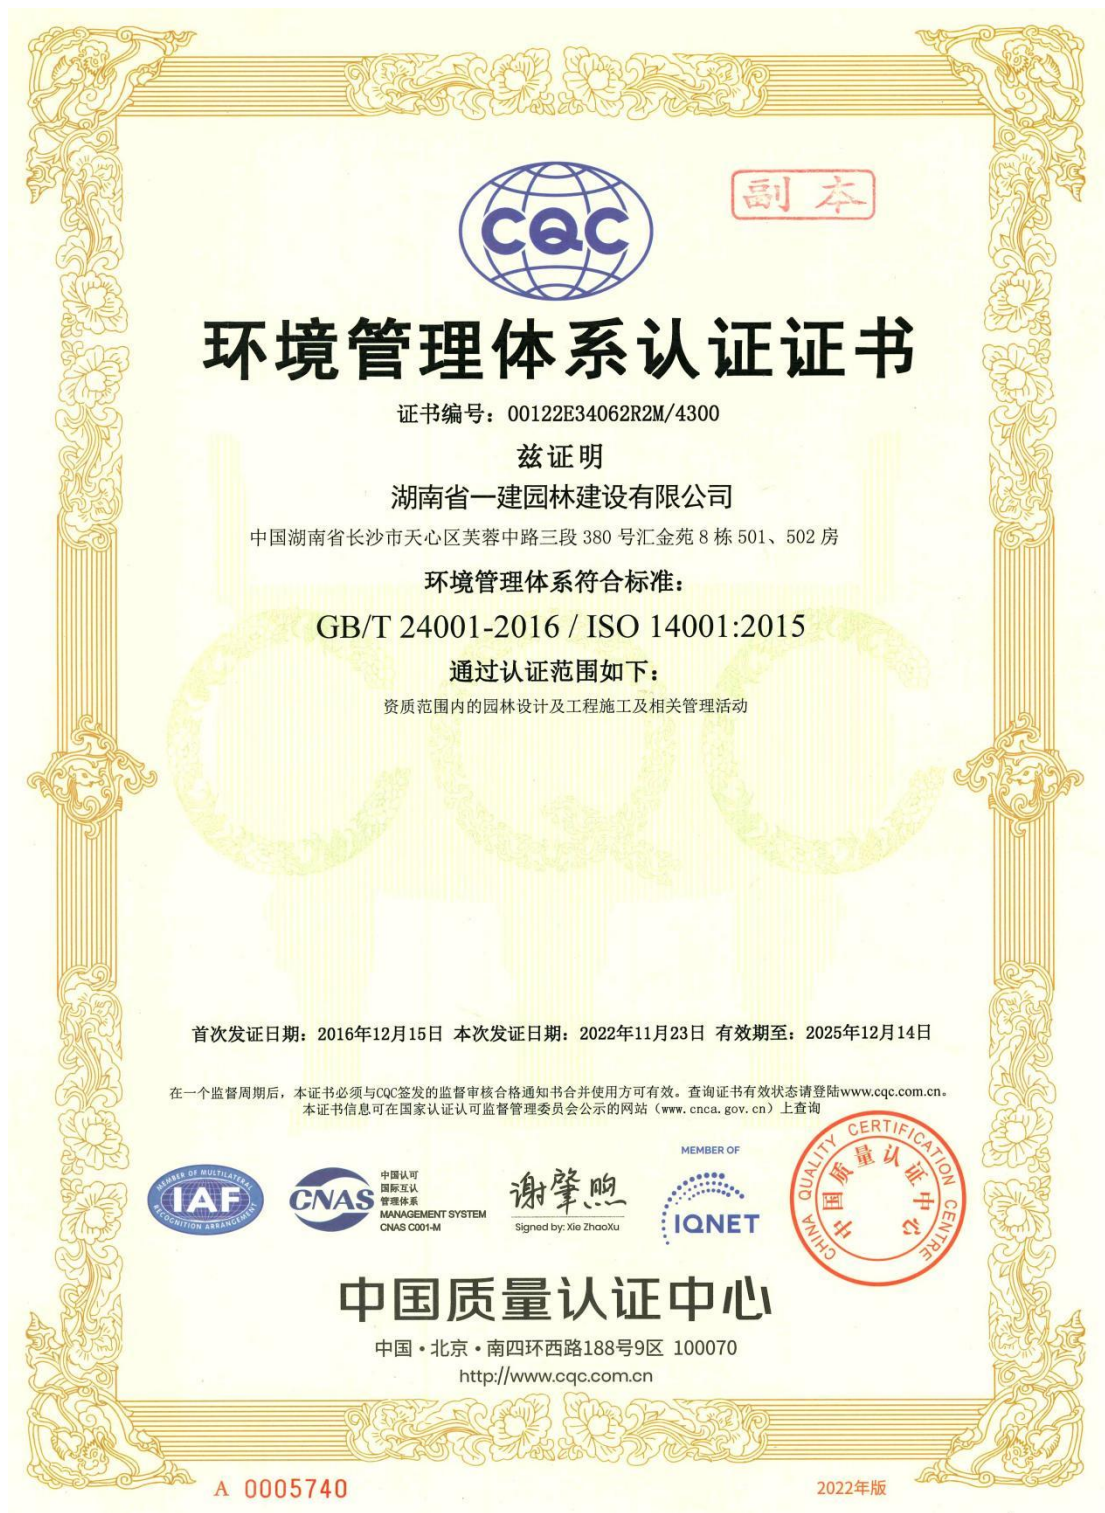 CQC
副本
环境管理体系认证证书
证书编号：00122E34062R2M/4300
兹证明
湖南省一建园林建设有限公司
中国湖南省长沙市天心区芙蓉中路三段 380 号汇金苑 8 栋 501、502 房
环境管理体系符合标准：
GB/T 24001-2016 / ISO 14001:2015
通过认证范围如下：
资质范围内的园林设计及工程施工及相关管理活动
CQC
首次发证日期：2016年12月15日 本次发证日期：2022年11月23日 有效期至：2025年12月14日
在一个监督周期后，本证书必须与CQC签发的监督审核合格通知书合并使用方可有效。查询证书有效状态请登陆www.cqc.com.cn。
本证书信息可在国家认证认可监督管理委员会公示的网站（www.cnca.gov.cn）上查询
MEMBER OF MULTILATERAL
IAF
RECOGNITION ARRANGEMENT
CNAS
中国认可
国际互认
管理体系
MANAGEMENT SYSTEM
CNAS C001-M
谢肇煦
Signed by: Xie ZhaoXu
MEMBER OF
IQNET
CHINA QUALITY CERTIFICATION CENTRE
中国质量认证中心
中国质量认证中心
中国·北京·南四环西路188号9区 100070
http://www.cqc.com.cn
A 0005740
2022年版